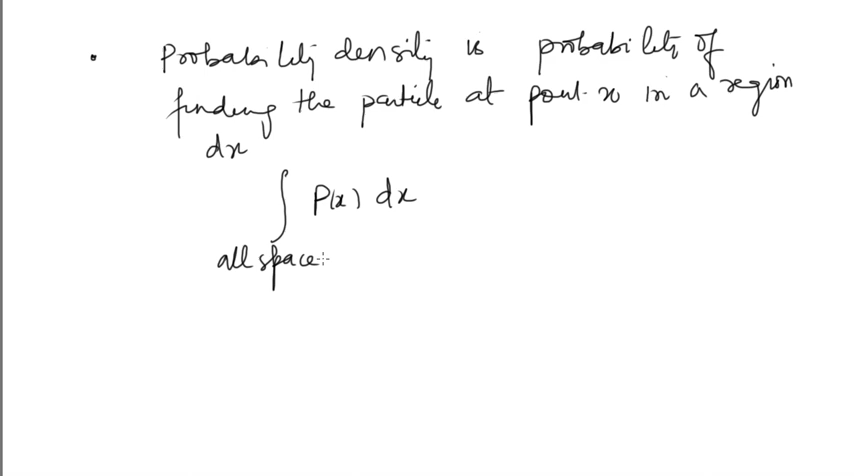 • Probability density is probability of
finding the particle at point x in a region
dx
∫ P(x) dx
all space